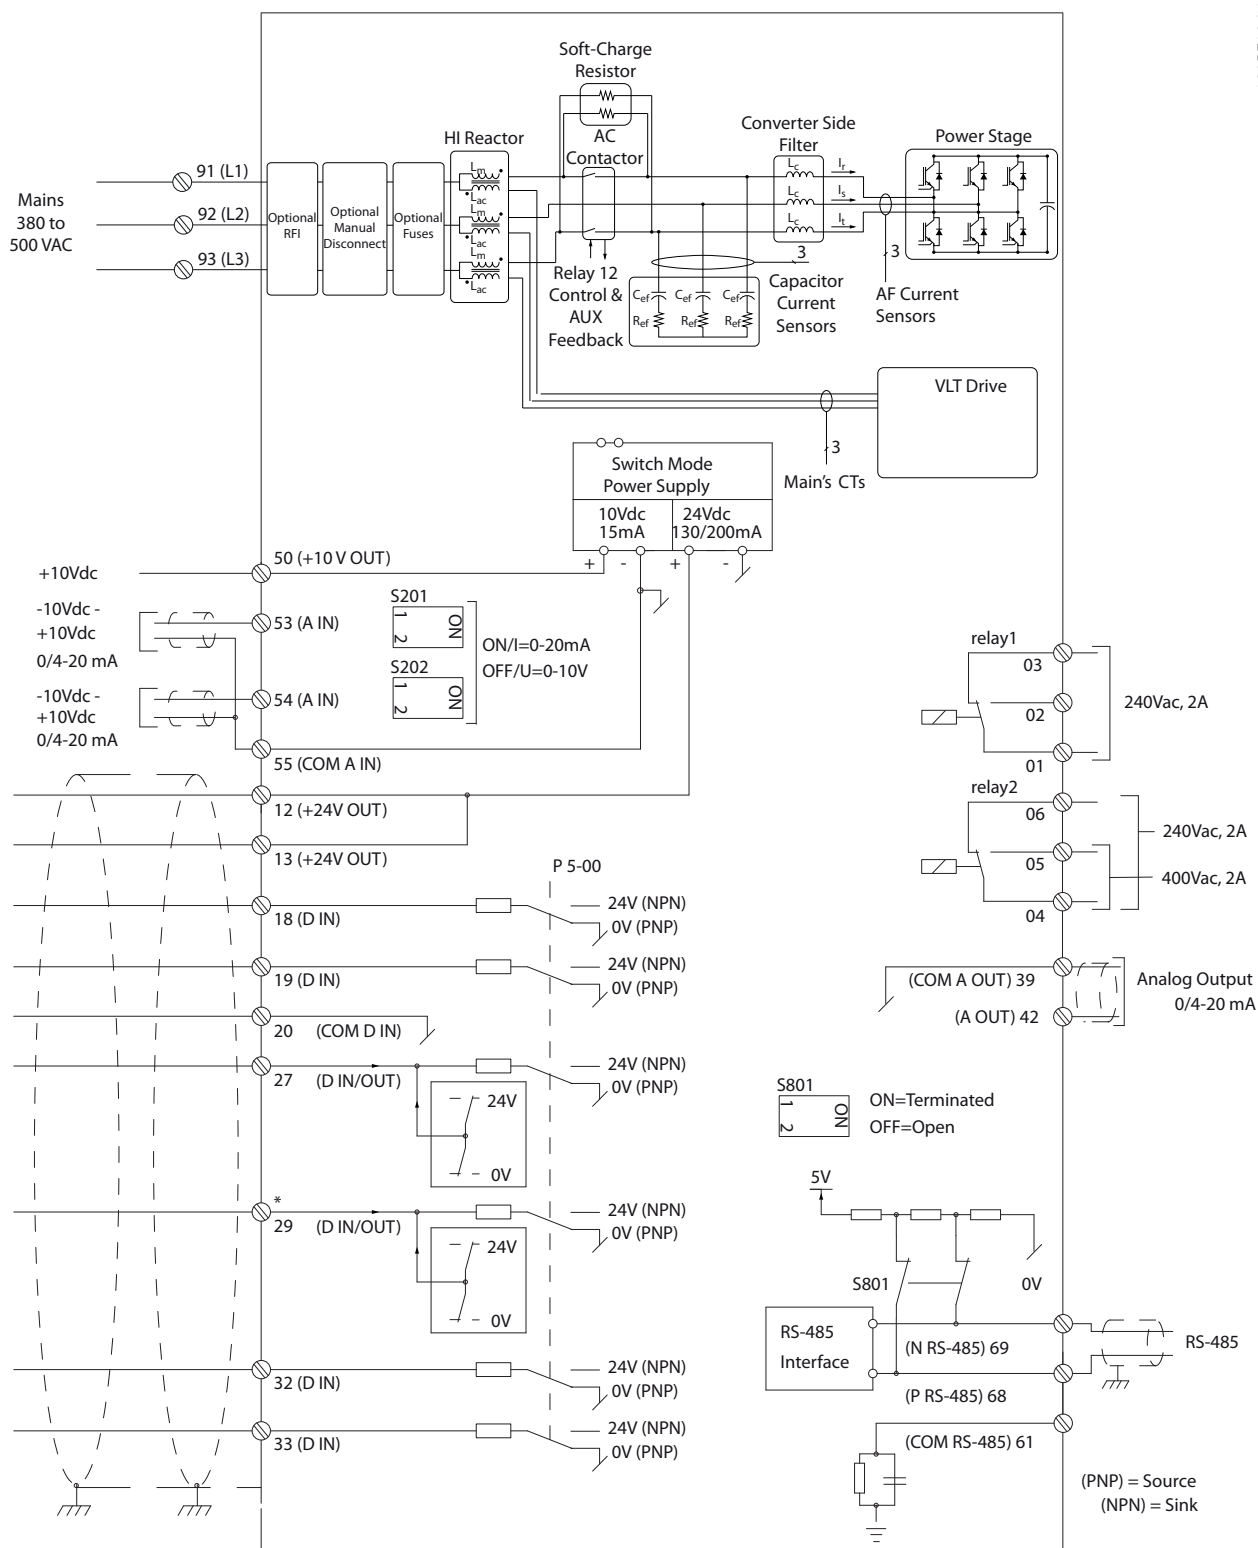 Soft-Charge
Resistor
AC
Contactor
HI Reactor
Converter Side
Filter
Power Stage
Mains
380 to
500 VAC
91 (L1)
92 (L2)
93 (L3)
Optional
RFI
Optional
Manual
Disconnect
Optional
Fuses
Lm
Lac
Lm
Lac
Lm
Lac
Lc
Lc
Lc
Ir
Is
It
3
3
Relay 12
Control &
AUX
Feedback
Cef
Cef
Cef
Ref
Ref
Ref
Capacitor
Current
Sensors
AF Current
Sensors
VLT Drive
3
Main's CTs
Switch Mode
Power Supply
10Vdc
15mA
24Vdc
130/200mA
+
-
+
-
+10Vdc
50 (+10 V OUT)
-10Vdc -
+10Vdc
0/4-20 mA
53 (A IN)
S201
1
2
ON
ON/I=0-20mA
OFF/U=0-10V
S202
1
2
ON
-10Vdc -
+10Vdc
0/4-20 mA
54 (A IN)
55 (COM A IN)
12 (+24V OUT)
13 (+24V OUT)
P 5-00
18 (D IN)
24V (NPN)
0V (PNP)
19 (D IN)
24V (NPN)
0V (PNP)
20 (COM D IN)
27 (D IN/OUT)
24V (NPN)
0V (PNP)
24V
0V
*
29 (D IN/OUT)
24V (NPN)
0V (PNP)
24V
0V
32 (D IN)
24V (NPN)
0V (PNP)
33 (D IN)
24V (NPN)
0V (PNP)
relay1
03
02
01
240Vac, 2A
relay2
06
05
04
240Vac, 2A
400Vac, 2A
(COM A OUT) 39
(A OUT) 42
Analog Output
0/4-20 mA
S801
1
2
ON
ON=Terminated
OFF=Open
5V
S801
0V
RS-485
Interface
(N RS-485) 69
(P RS-485) 68
(COM RS-485) 61
RS-485
(PNP) = Source
(NPN) = Sink